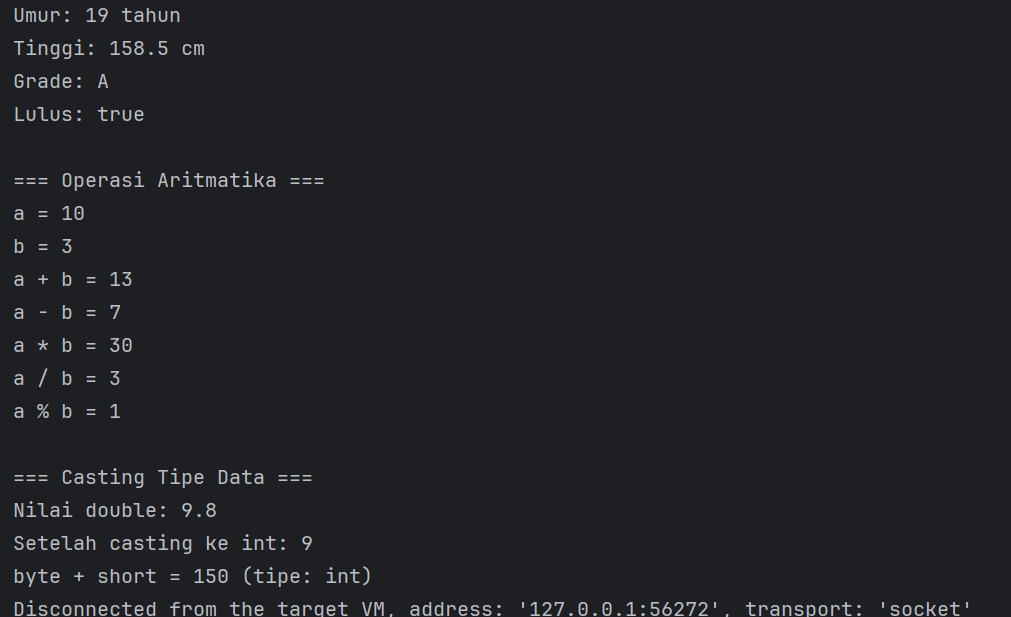 Umur: 19 tahun
Tinggi: 158.5 cm
Grade: A
Lulus: true
=== Operasi Aritmatika ===
a = 10
b = 3
a + b = 13
a - b = 7
a * b = 30
a / b = 3
a % b = 1
=== Casting Tipe Data ===
Nilai double: 9.8
Setelah casting ke int: 9
byte + short = 150 (tipe: int)
Disconnected from the target VM, address: '127.0.0.1:56272', transport: 'socket'